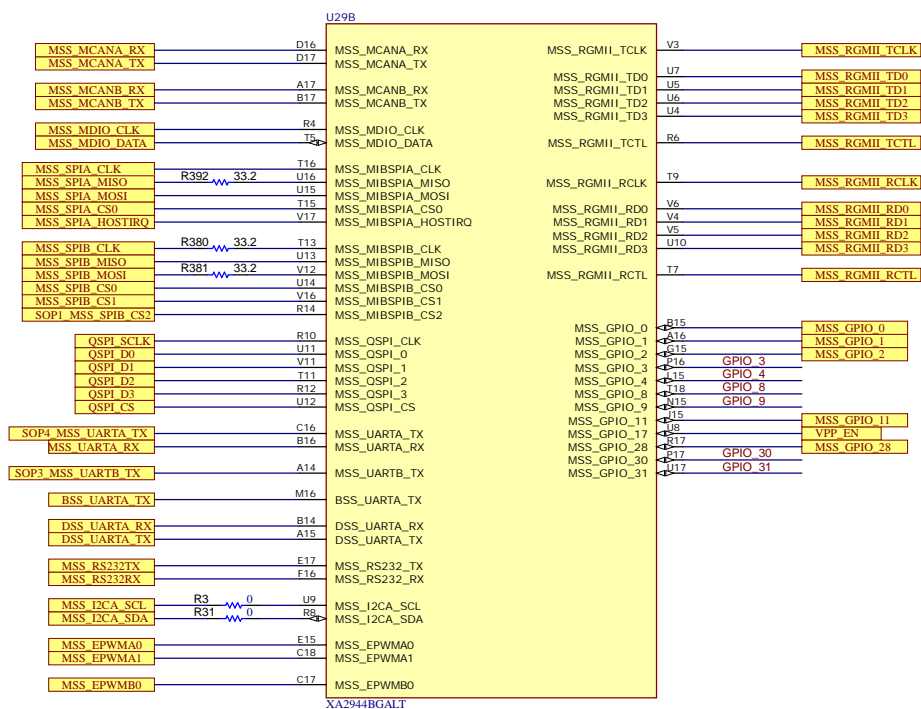 U29B
MSS_MCANA_RX D16 MSS_MCANA_RX MSS_RGMII_TCLK V3 MSS_RGMII_TCLK
MSS_MCANA_TX D17 MSS_MCANA_TX
MSS_RGMII_TD0 U7 MSS_RGMII_TD0
MSS_MCANB_RX A17 MSS_MCANB_RX MSS_RGMII_TD1 U5 MSS_RGMII_TD1
MSS_MCANB_TX B17 MSS_MCANB_TX MSS_RGMII_TD2 U6 MSS_RGMII_TD2
MSS_RGMII_TD3 U4 MSS_RGMII_TD3
MSS_MDIO_CLK R4 MSS_MDIO_CLK
MSS_MDIO_DATA T5 MSS_MDIO_DATA MSS_RGMII_TCTL R6 MSS_RGMII_TCTL
MSS_SPIA_CLK T16 MSS_MIBSPIA_CLK
MSS_SPIA_MISO R392 33.2 U16 MSS_MIBSPIA_MISO MSS_RGMII_RCLK T9 MSS_RGMII_RCLK
MSS_SPIA_MOSI U15 MSS_MIBSPIA_MOSI
MSS_SPIA_CS0 T15 MSS_MIBSPIA_CS0 MSS_RGMII_RD0 V6 MSS_RGMII_RD0
MSS_SPIA_HOSTIRQ V17 MSS_MIBSPIA_HOSTIRQ MSS_RGMII_RD1 V4 MSS_RGMII_RD1
MSS_RGMII_RD2 V5 MSS_RGMII_RD2
MSS_SPIB_CLK R380 33.2 T13 MSS_MIBSPIB_CLK MSS_RGMII_RD3 U10 MSS_RGMII_RD3
MSS_SPIB_MISO U13 MSS_MIBSPIB_MISO
MSS_SPIB_MOSI R381 33.2 V12 MSS_MIBSPIB_MOSI MSS_RGMII_RCTL T7 MSS_RGMII_RCTL
MSS_SPIB_CS0 U14 MSS_MIBSPIB_CS0
MSS_SPIB_CS1 V16 MSS_MIBSPIB_CS1
SOP1_MSS_SPIB_CS2 R14 MSS_MIBSPIB_CS2
MSS_GPIO_0 B15 MSS_GPIO_0
QSPI_SCLK R10 MSS_QSPI_CLK MSS_GPIO_1 A16 MSS_GPIO_1
QSPI_D0 U11 MSS_QSPI_0 MSS_GPIO_2 G15 MSS_GPIO_2
QSPI_D1 V11 MSS_QSPI_1 MSS_GPIO_3 P16 GPIO_3
QSPI_D2 T11 MSS_QSPI_2 MSS_GPIO_4 L15 GPIO_4
QSPI_D3 R12 MSS_QSPI_3 MSS_GPIO_8 T18 GPIO_8
QSPI_CS U12 MSS_QSPI_CS MSS_GPIO_9 N15 GPIO_9
MSS_GPIO_11 J15 MSS_GPIO_11
SOP4_MSS_UARTA_TX C16 MSS_UARTA_TX MSS_GPIO_17 U8 VPP_EN
MSS_UARTA_RX B16 MSS_UARTA_RX MSS_GPIO_28 R17 MSS_GPIO_28
MSS_GPIO_30 P17 GPIO_30
SOP3_MSS_UARTB_TX A14 MSS_UARTB_TX MSS_GPIO_31 U17 GPIO_31
BSS_UARTA_TX M16 BSS_UARTA_TX
DSS_UARTA_RX B14 DSS_UARTA_RX
DSS_UARTA_TX A15 DSS_UARTA_TX
MSS_RS232TX E17 MSS_RS232_TX
MSS_RS232RX F16 MSS_RS232_RX
MSS_I2CA_SCL R3 0 U9 MSS_I2CA_SCL
MSS_I2CA_SDA R31 0 R8 MSS_I2CA_SDA
MSS_EPWMA0 E15 MSS_EPWMA0
MSS_EPWMA1 C18 MSS_EPWMA1
MSS_EPWMB0 C17 MSS_EPWMB0
XA2944BGALT